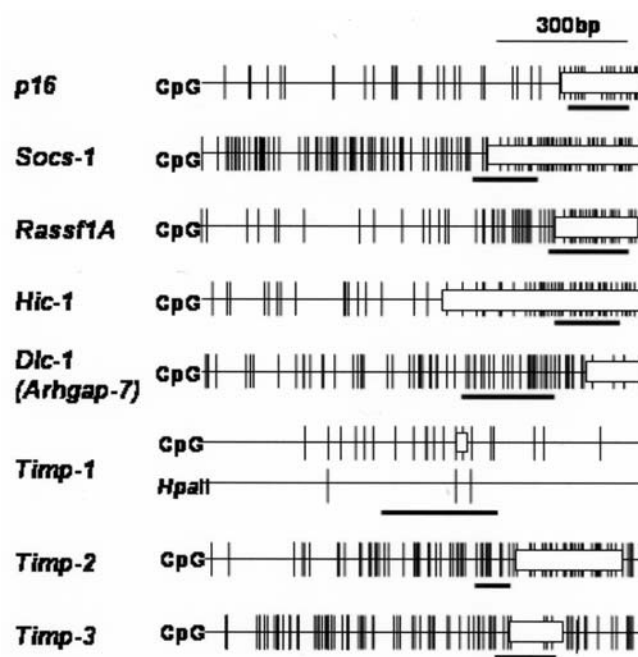 300bp
p16 CpG
Socs-1 CpG
Rassf1A CpG
Hic-1 CpG
Dlc-1 CpG
(Arhgap-7)
CpG
Timp-1
HpaII
Timp-2 CpG
Timp-3 CpG